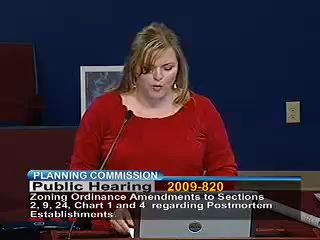 PLANNING COMMISSION
Public Hearing 2009-820
Zoning Ordinance Amendments to Sections
2, 9, 24, Chart 1 and 4 regarding Postmortem
Establishments.